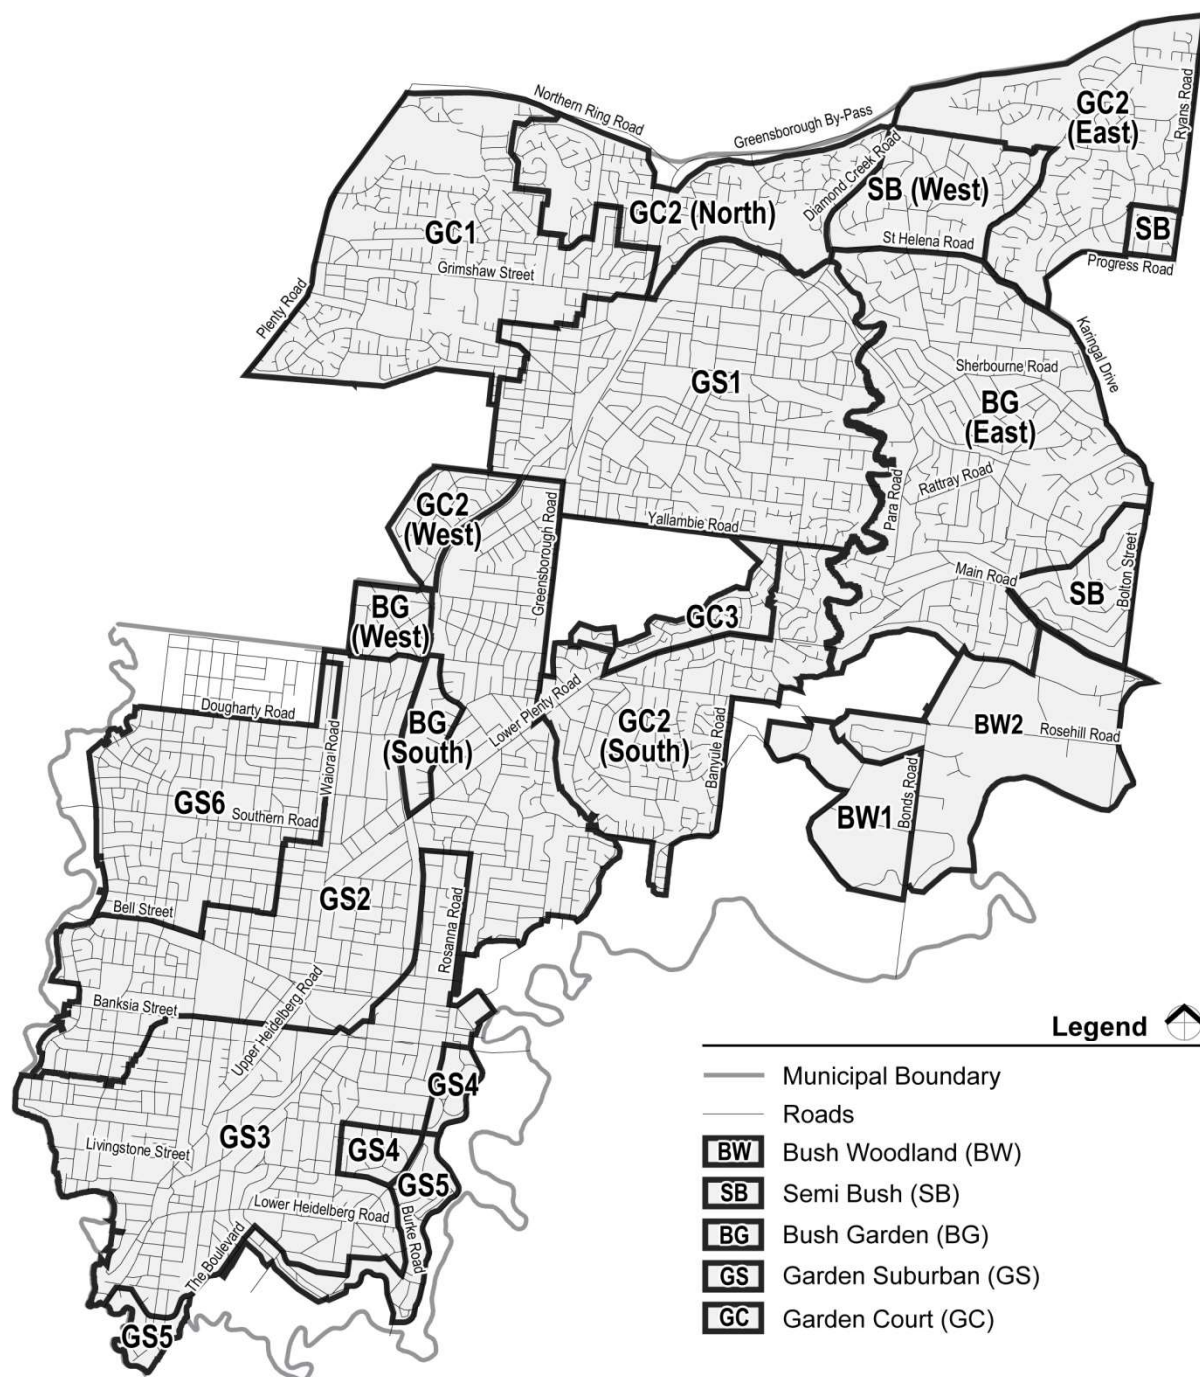 Northern Ring Road
Greensborough By-Pass
GC2
(East)
Ryans Road
Diamond Creek Road
SB (West)
GC2 (North)
GC1
St Helena Road
SB
Progress Road
Grimshaw Street
Plenty Road
Karingal Drive
Sherbourne Road
GS1
BG
(East)
Rattray Road
Para Road
GC2
(West)
Greensborough Road
Yallambie Road
Main Road
SB
Bolton Street
BG
(West)
GC3
Dougharty Road
Waiora Road
BG
(South)
Lower Plenty Road
GC2
(South)
Banyule Road
BW2
Rosehill Road
GS6
Southern Road
BW1
Bonds Road
GS2
Bell Street
Rosanna Road
Banksia Street
Upper Heidelberg Road
GS4
GS3
Livingstone Street
GS4
GS5
Lower Heidelberg Road
Burke Road
The Boulevard
GS5
Legend
Municipal Boundary
Roads
BW Bush Woodland (BW)
SB Semi Bush (SB)
BG Bush Garden (BG)
GS Garden Suburban (GS)
GC Garden Court (GC)